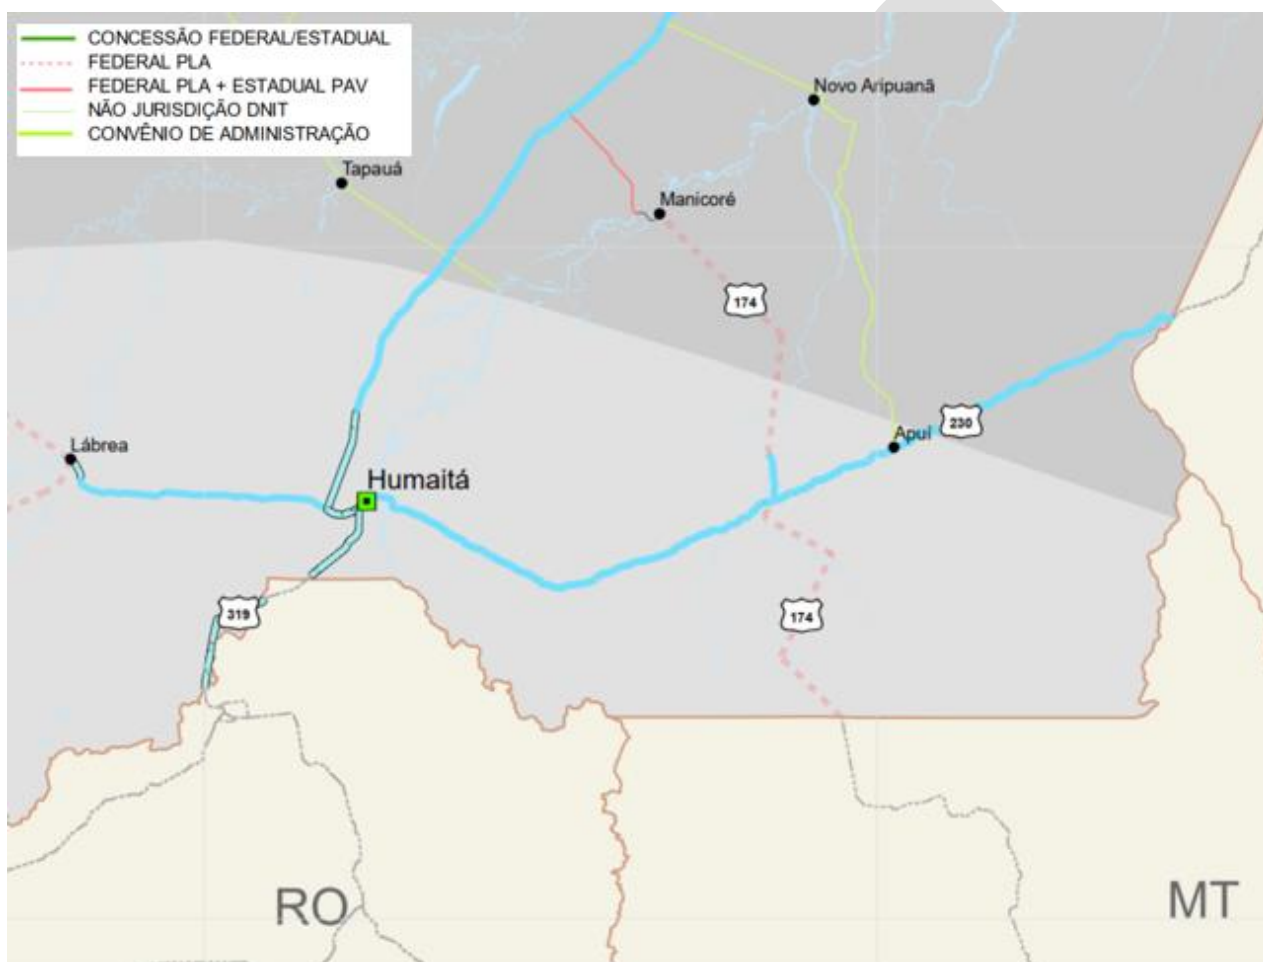 CONCESSÃO FEDERAL/ESTADUAL
FEDERAL PLA
FEDERAL PLA + ESTADUAL PAV
NÃO JURISDIÇÃO DNIT
CONVÊNIO DE ADMINISTRAÇÃO
Novo Aripuanã
Tapauá
Manicoré
174
230
Apuí
Lábrea
Humaitá
319
174
RO
MT